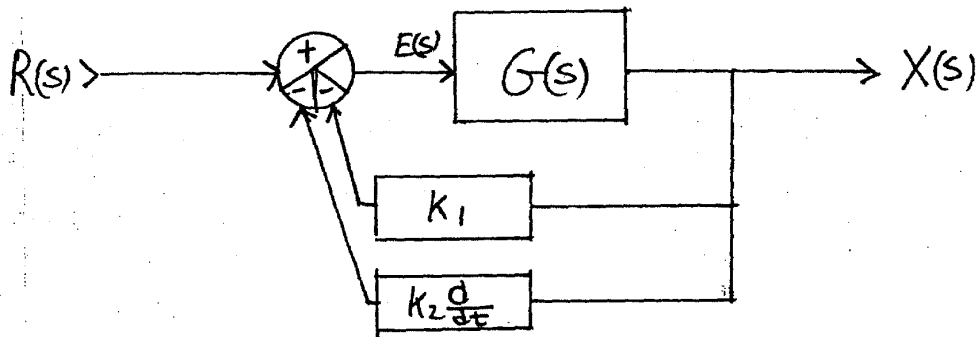 R(s)
+
-
-
E(s)
G(s)
X(s)
K1
K2 d/dt